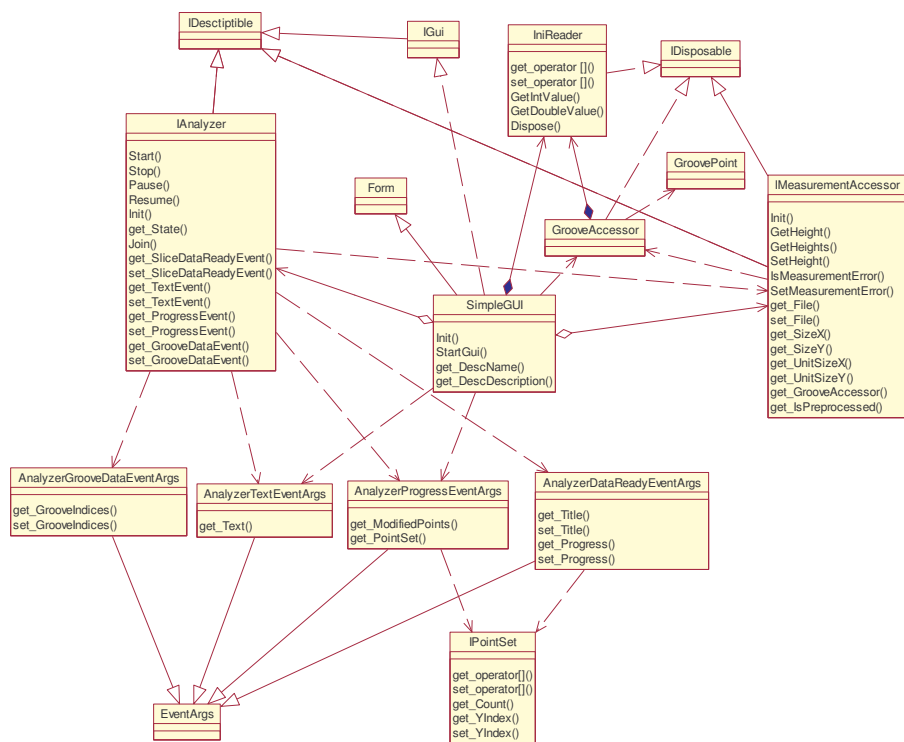 IDesctiptible
IGui
IniReader
get_operator []()
set_operator []()
GetIntValue()
GetDoubleValue()
Dispose()
IDisposable
IAnalyzer
Start()
Stop()
Pause()
Resume()
Init()
get_State()
Join()
get_SliceDataReadyEvent()
set_SliceDataReadyEvent()
get_TextEvent()
set_TextEvent()
get_ProgressEvent()
set_ProgressEvent()
get_GrooveDataEvent()
set_GrooveDataEvent()
Form
GroovePoint
GrooveAccessor
IMeasurementAccessor
Init()
GetHeight()
GetHeights()
SetHeight()
IsMeasurementError()
SetMeasurementError()
get_File()
set_File()
get_SizeX()
get_SizeY()
get_UnitSizeX()
get_UnitSizeY()
get_GrooveAccessor()
get_IsPreprocessed()
SimpleGUI
Init()
StartGui()
get_DescName()
get_DescDescription()
AnalyzerGrooveDataEventArgs
get_GrooveIndices()
set_GrooveIndices()
AnalyzerTextEventArgs
get_Text()
AnalyzerProgressEventArgs
get_ModifiedPoints()
get_PointSet()
AnalyzerDataReadyEventArgs
get_Title()
set_Title()
get_Progress()
set_Progress()
IPointSet
get_operator[]()
set_operator[]()
get_Count()
get_YIndex()
set_YIndex()
EventArgs